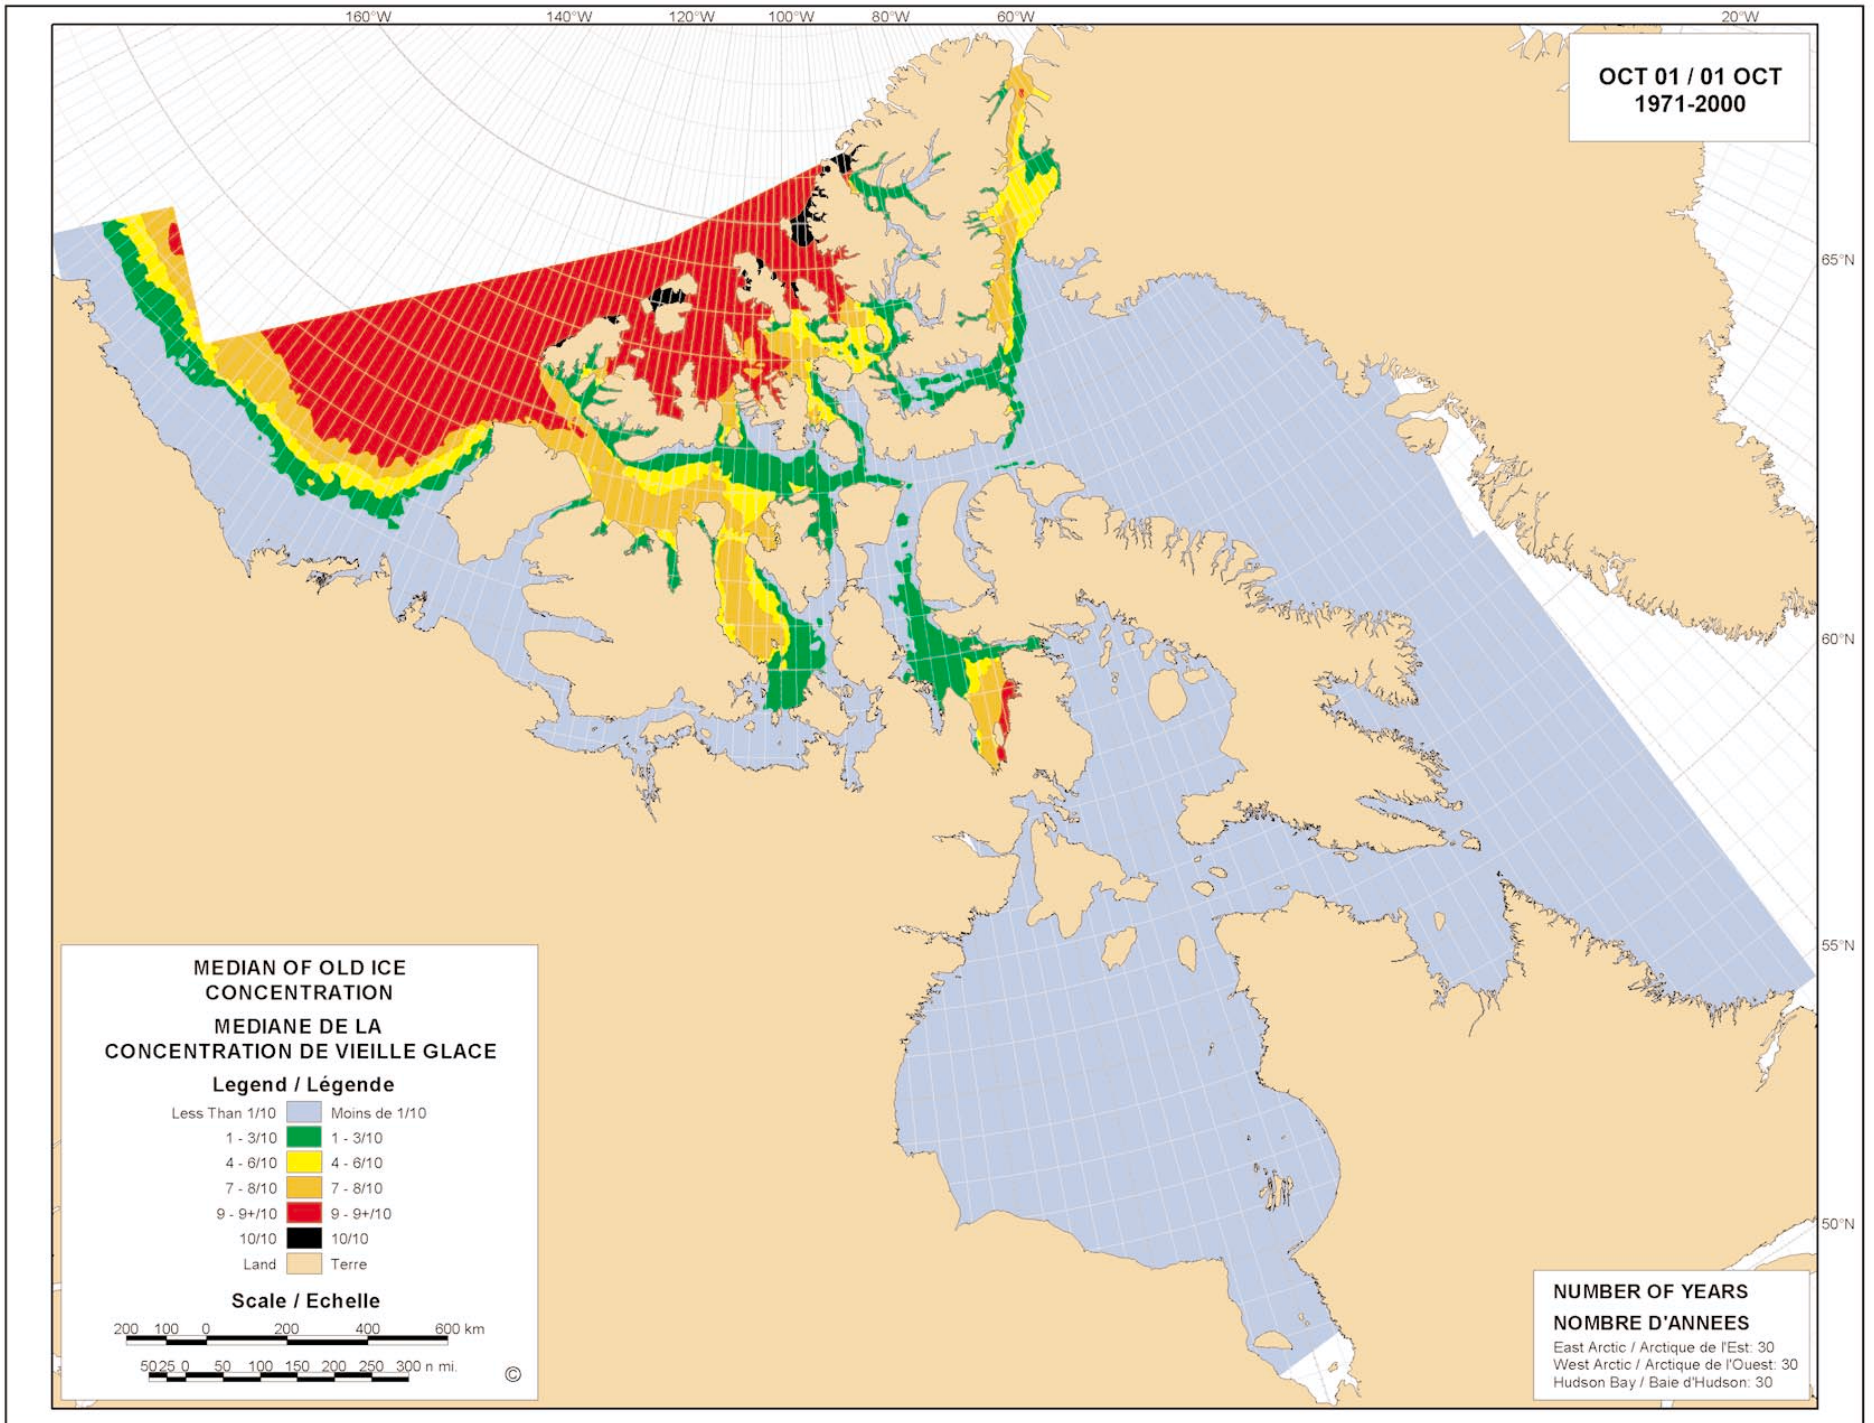 160°W 140°W 120°W 100°W 80°W 60°W 20°W
OCT 01 / 01 OCT
1971-2000
65°N
60°N
55°N
50°N
MEDIAN OF OLD ICE
CONCENTRATION
MEDIANE DE LA
CONCENTRATION DE VIEILLE GLACE
Legend / Légende
Less Than 1/10 Moins de 1/10
1 - 3/10 1 - 3/10
4 - 6/10 4 - 6/10
7 - 8/10 7 - 8/10
9 - 9+/10 9 - 9+/10
10/10 10/10
Land Terre
Scale / Echelle
200 100 0 200 400 600 km
50 25 0 50 100 150 200 250 300 n mi.
©
NUMBER OF YEARS
NOMBRE D'ANNEES
East Arctic / Arctique de l'Est: 30
West Arctic / Arctique de l'Ouest: 30
Hudson Bay / Baie d'Hudson: 30